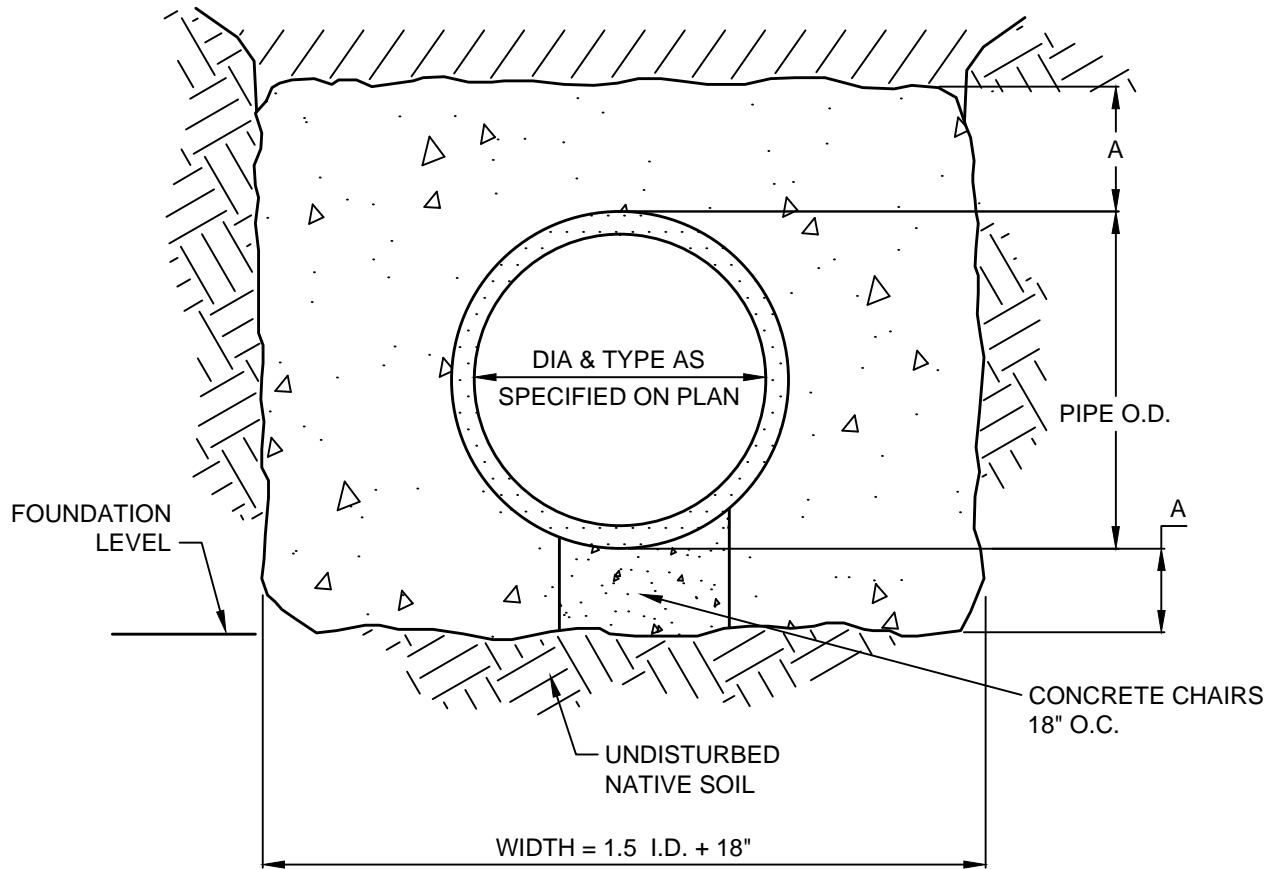 A
DIA & TYPE AS
SPECIFIED ON PLAN
PIPE O.D.
FOUNDATION
LEVEL
A
CONCRETE CHAIRS
18" O.C.
UNDISTURBED
NATIVE SOIL
WIDTH = 1.5 I.D. + 18"